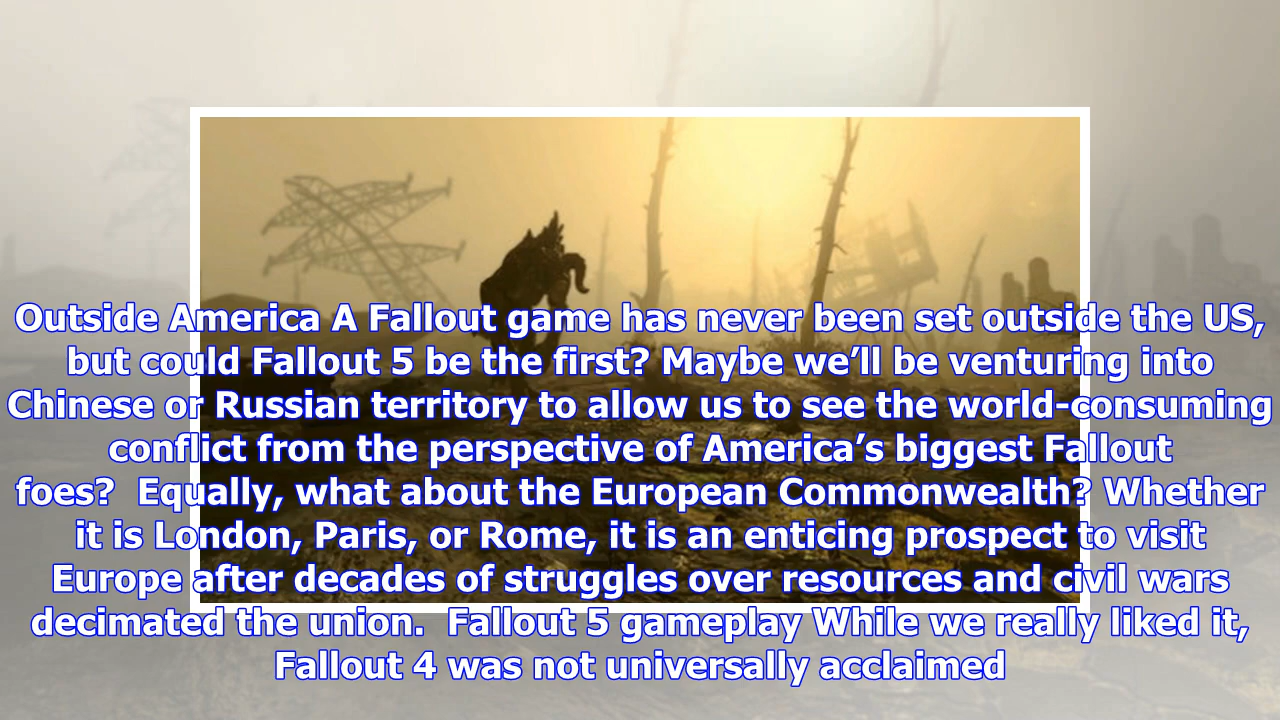 Outside America A Fallout game has never been set outside the US,
but could Fallout 5 be the first? Maybe we’ll be venturing into
Chinese or Russian territory to allow us to see the world-consuming
conflict from the perspective of America’s biggest Fallout
foes?  Equally, what about the European Commonwealth? Whether
it is London, Paris, or Rome, it is an enticing prospect to visit
Europe after decades of struggles over resources and civil wars
decimated the union.  Fallout 5 gameplay While we really liked it,
Fallout 4 was not universally acclaimed